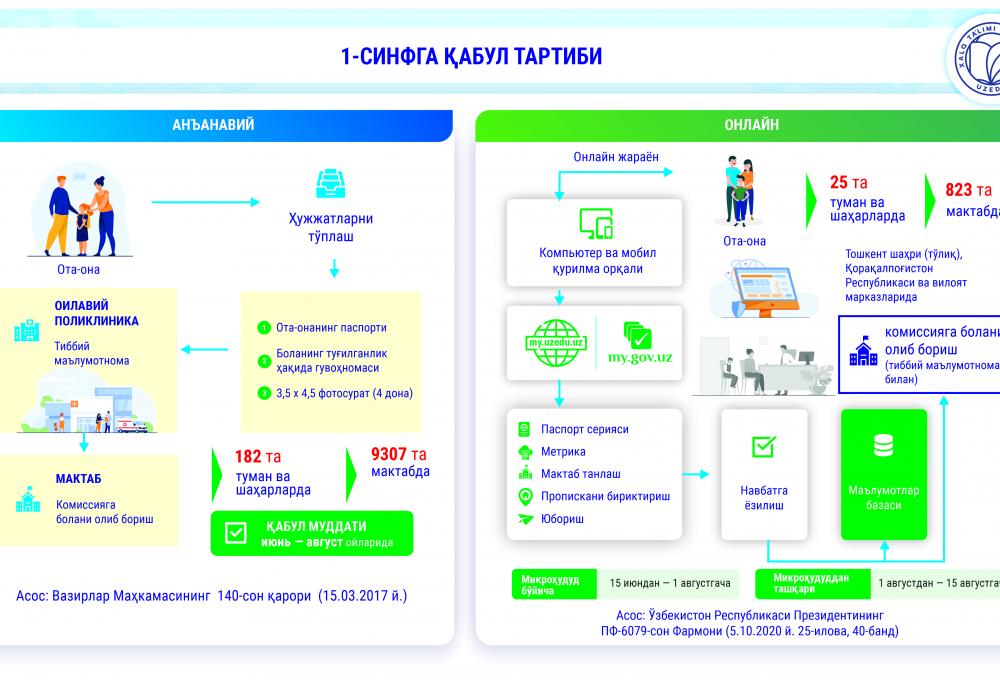 1-СИНФГА ҚАБУЛ ТАРТИБИ
XALQ TALIMI
UZEDU
АНЪАНАВИЙ
Ота-она
Ҳужжатларни
тўплаш
ОИЛАВИЙ
ПОЛИКЛИНИКА
Тиббий
маълумотнома
1 Ота-онанинг паспорти
2 Боланинг туғилганлик
ҳақида гувоҳномаси
3 3,5 х 4,5 фотосурат (4 дона)
МАКТАБ
Комиссияга
болани олиб бориш
182 та
туман ва
шаҳарларда
9307 та
мактабда
ҚАБУЛ МУДДАТИ
июнь — август ойларида
Асос: Вазирлар Маҳкамасининг 140-сон қарори (15.03.2017 й.)
ОНЛАЙН
Онлайн жараён
Компьютер ва мобил
қурилма орқали
my.uzedu.uz
my.gov.uz
Паспорт серияси
Метрика
Мактаб танлаш
Пропискани бириктириш
Юбориш
Ота-она
25 та
туман ва
шаҳарларда
823 та
мактабда
Тошкент шаҳри (тўлиқ),
Қорақалпоғистон
Республикаси ва вилоят
марказларида
комиссияга болани
олиб бориш
(тиббий маълумотнома
билан)
Навбатга
ёзилиш
Маълумотлар
базаси
Микроҳудуд
бўйича
15 июндан — 1 августгача
Микроҳудуддан
ташқари
1 августдан — 15 августгача
Асос: Ўзбекистон Республикаси Президентининг
ПФ-6079-сон Фармони (5.10.2020 й. 25-илова, 40-банд)